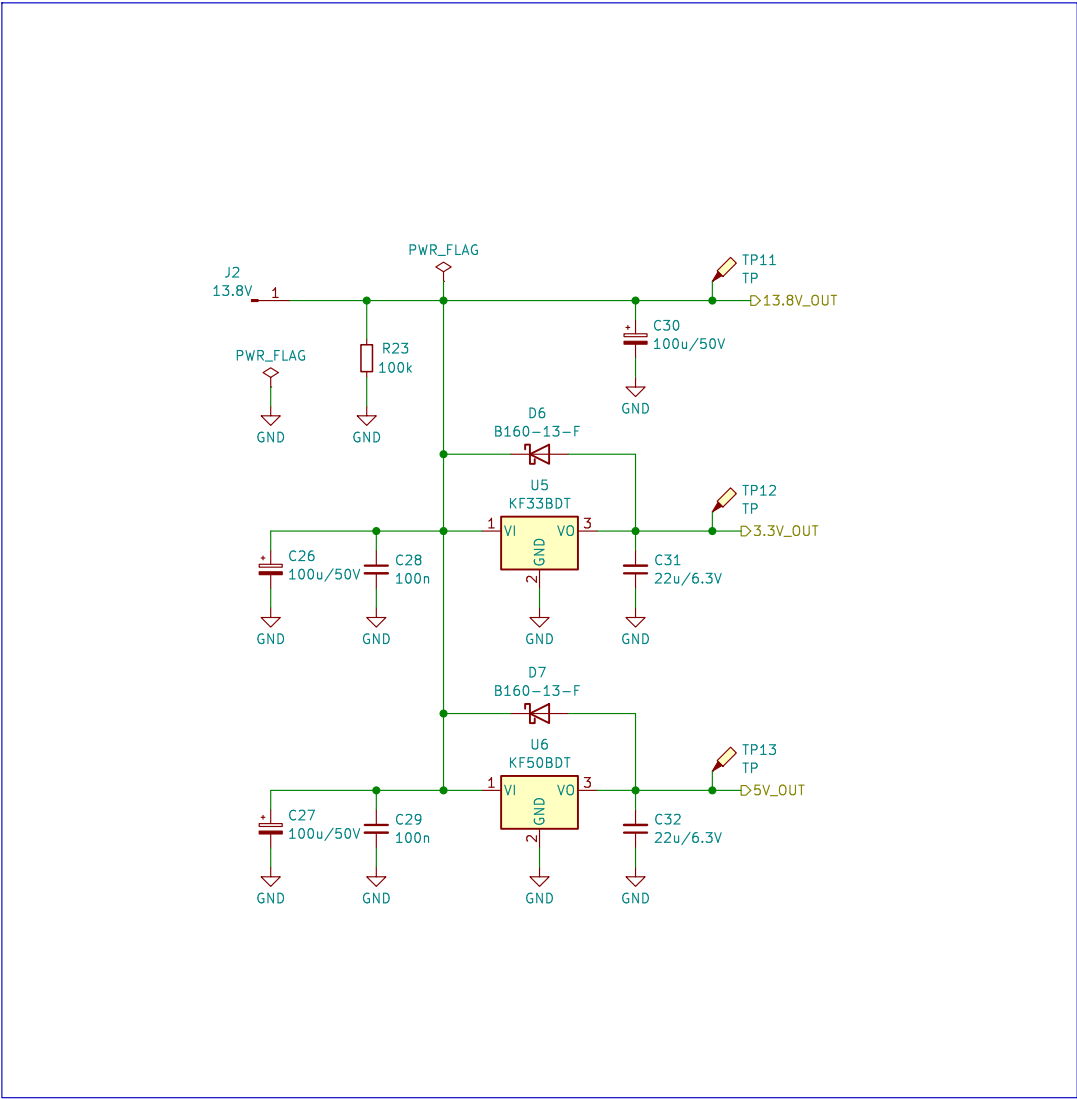 PWR_FLAG
J2
13.8V
1
TP11
TP
13.8V_OUT
C30
+
100u/50V
GND
PWR_FLAG
GND
R23
100k
GND
D6
B160-13-F
U5
KF33BDT
1
VI
VO
3
GND
2
GND
TP12
TP
3.3V_OUT
C26
+
100u/50V
GND
C28
100n
GND
C31
22u/6.3V
GND
D7
B160-13-F
U6
KF50BDT
1
VI
VO
3
GND
2
GND
TP13
TP
5V_OUT
C27
+
100u/50V
GND
C29
100n
GND
C32
22u/6.3V
GND